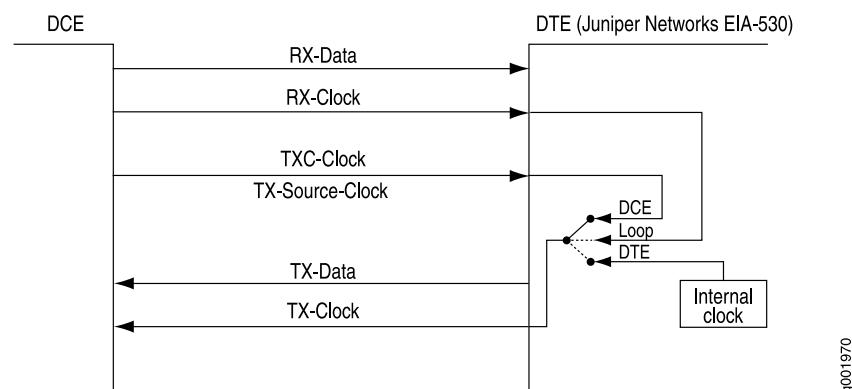 DCE
DTE (Juniper Networks EIA-530)
RX-Data
RX-Clock
TXC-Clock
TX-Source-Clock
DCE
Loop
DTE
TX-Data
Internal
clock
TX-Clock
g001970